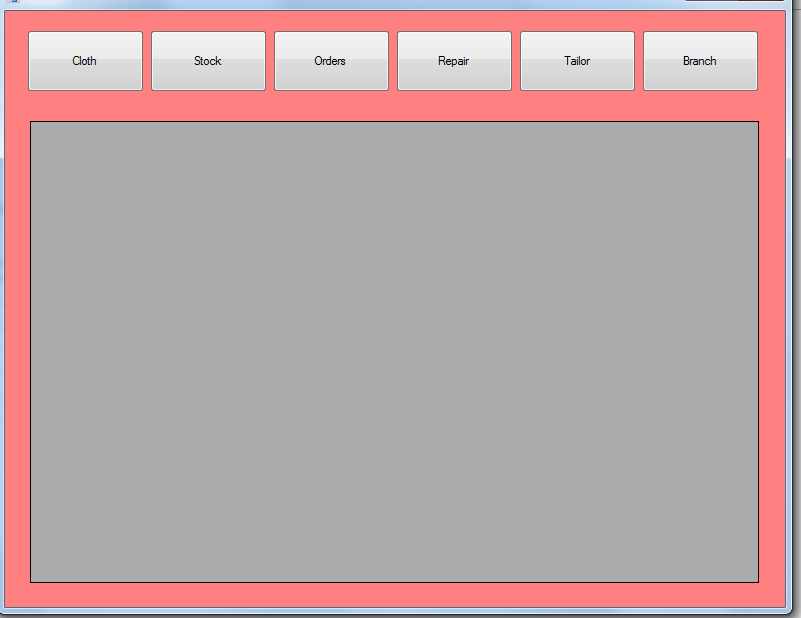 Cloth
Stock
Orders
Repair
Tailor
Branch